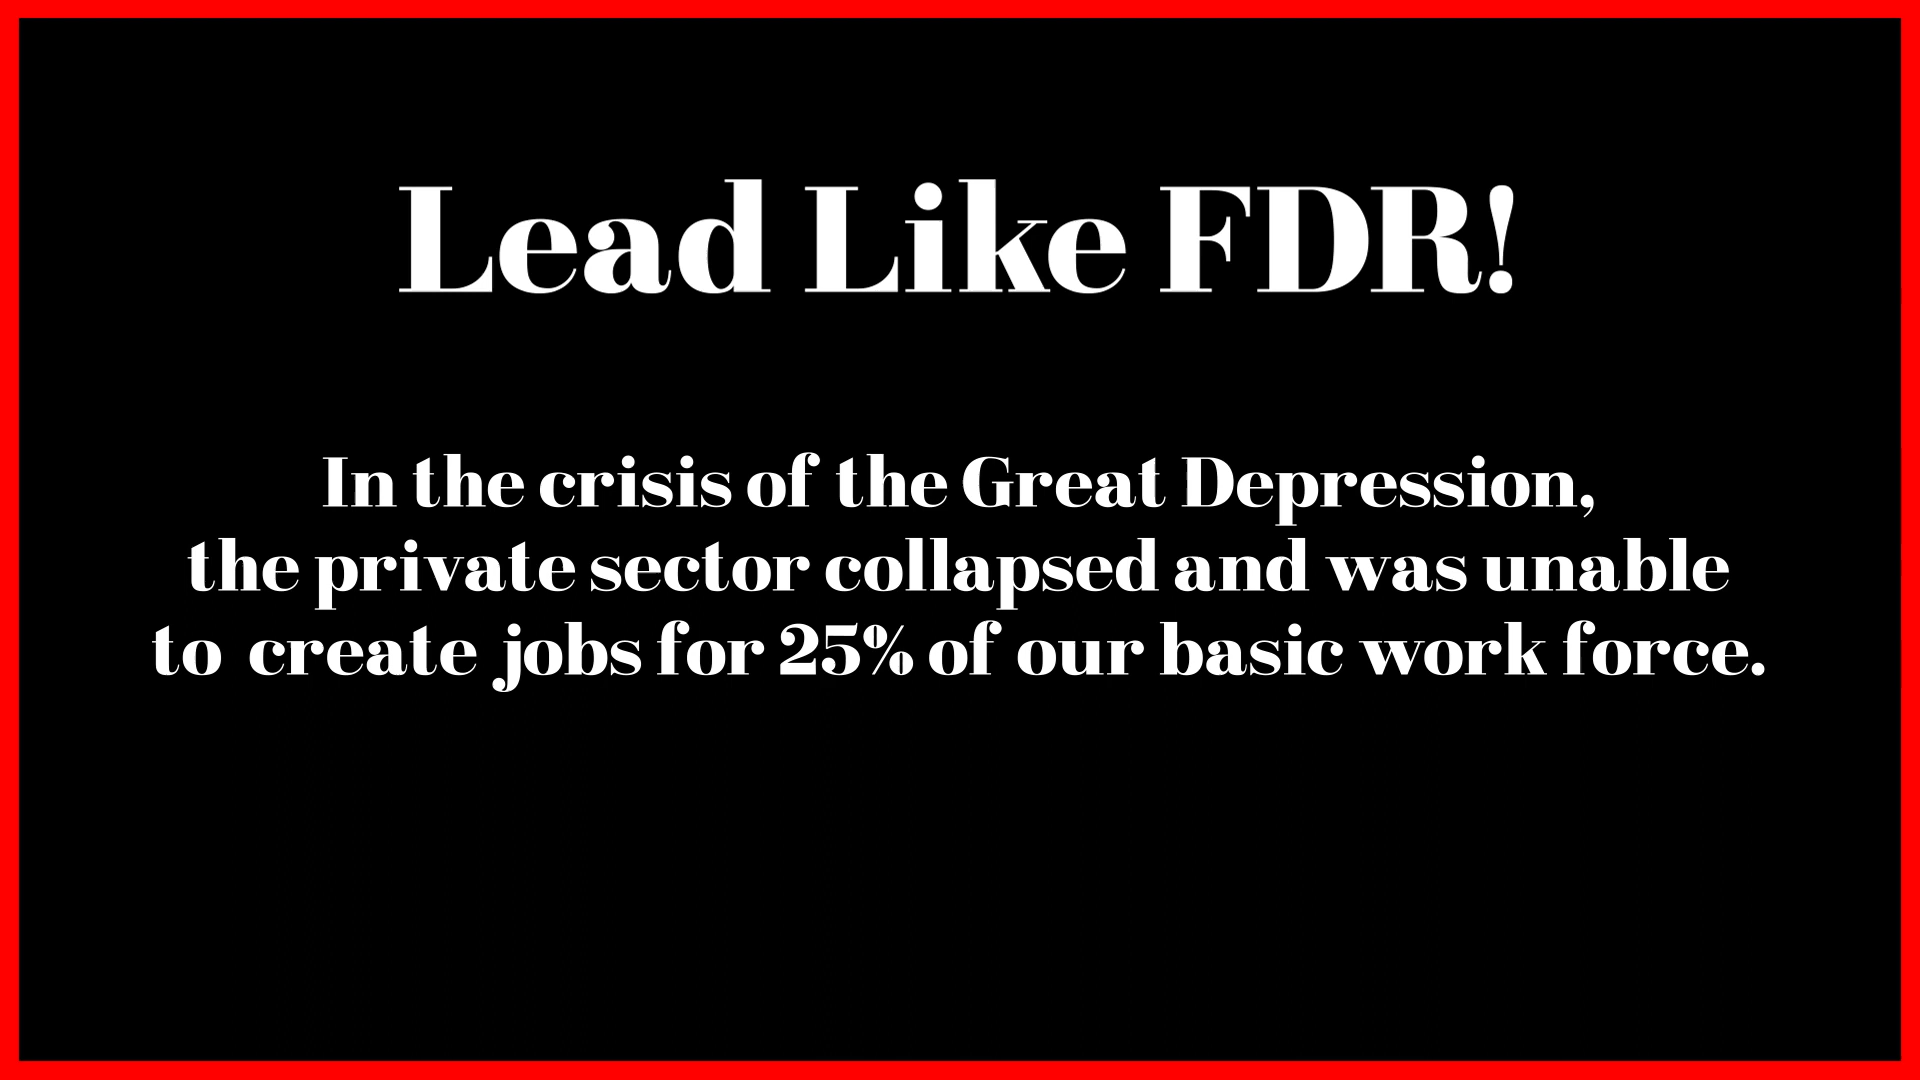 Lead Like FDR!
In the crisis of the Great Depression,
the private sector collapsed and was unable
to create jobs for 25% of our basic work force.